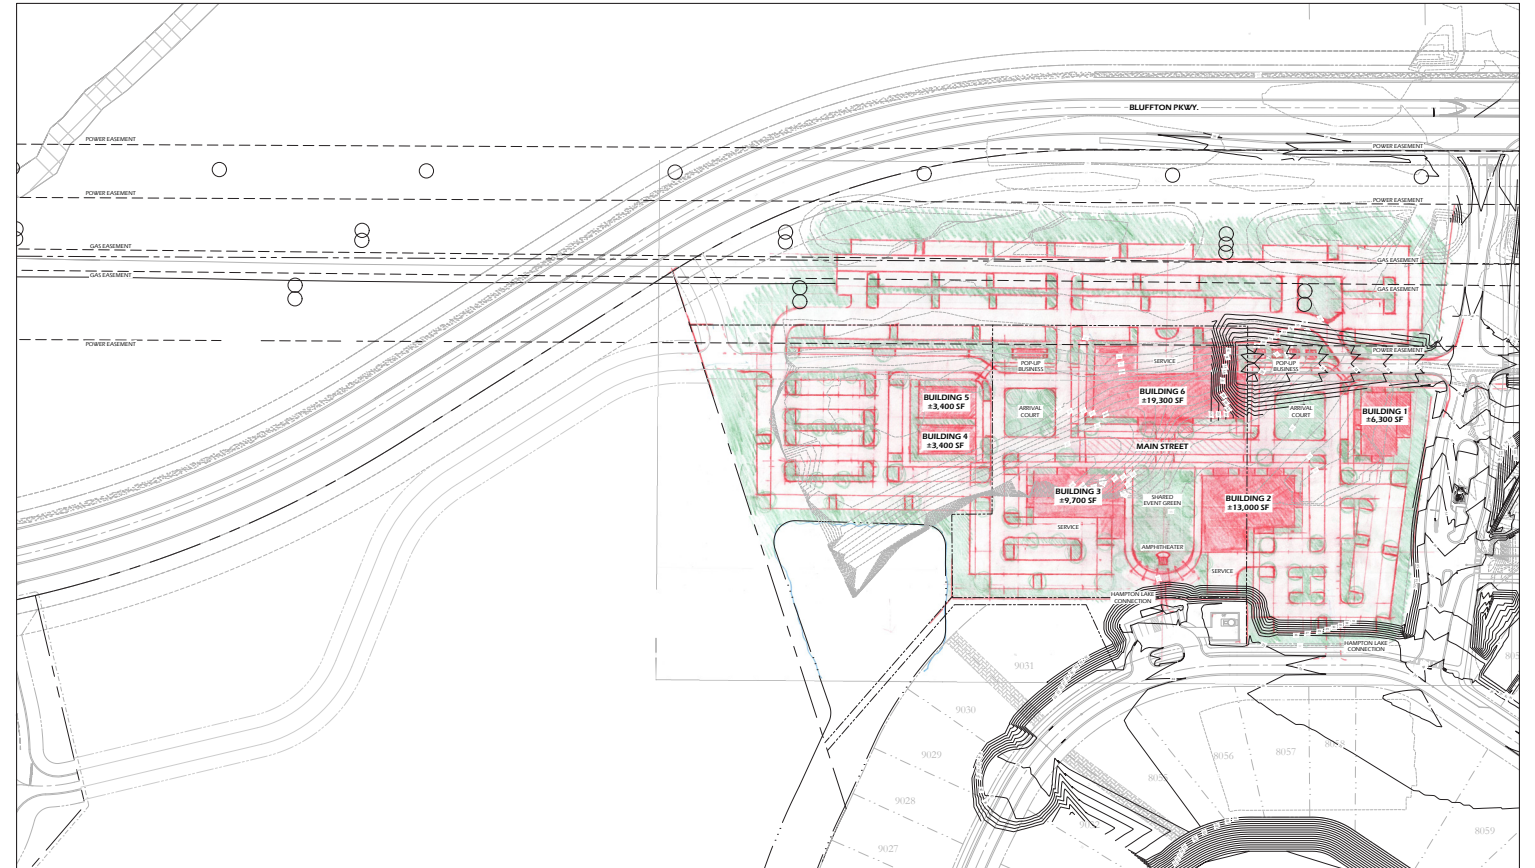 BLUFFTON PKWY.
POWER EASEMENT
POWER EASEMENT
POWER EASEMENT
POWER EASEMENT
GAS EASEMENT
GAS EASEMENT
GAS EASEMENT
GAS EASEMENT
POWER EASEMENT
POWER EASEMENT
POP-UP
BUSINESS
SERVICE
POP-UP
BUSINESS
BUILDING 5
±3,400 SF
ARRIVAL
COURT
BUILDING 6
±19,300 SF
ARRIVAL
COURT
BUILDING 1
±6,300 SF
BUILDING 4
±3,400 SF
MAIN STREET
BUILDING 3
±9,700 SF
SHARED
EVENT GREEN
BUILDING 2
±13,000 SF
SERVICE
AMPHITHEATER
SERVICE
HAMPTON LAKE
CONNECTION
HAMPTON LAKE
CONNECTION
9031
9030
9029
9028
9027
8056
8057
8059